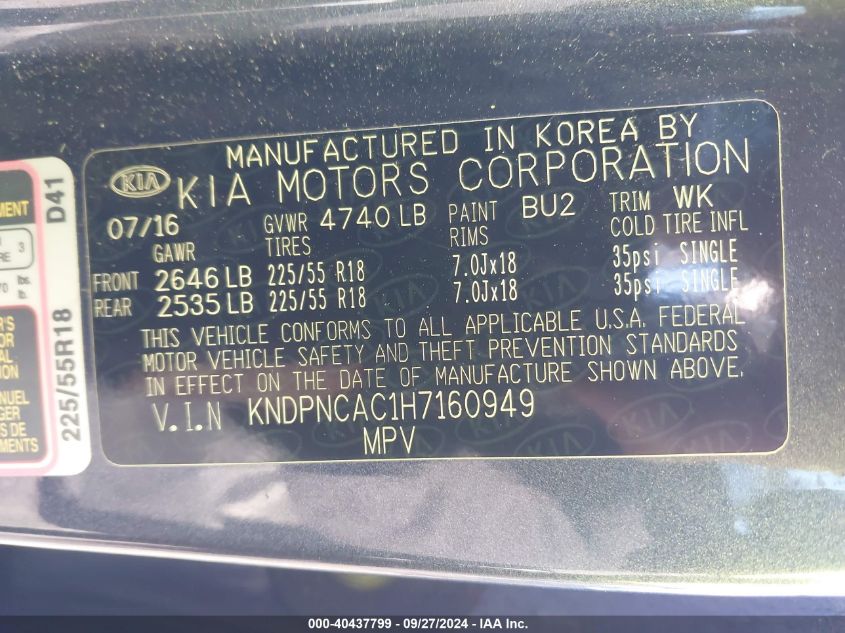 MANUFACTURED IN KOREA BY
KIA KIA MOTORS CORPORATION
07/16 GVWR 4740 LB PAINT BU2 TRIM WK
GAWR TIRES RIMS COLD TIRE INFL
FRONT 2646 LB 225/55 R18 7.0Jx18 35psi SINGLE
REAR 2535 LB 225/55 R18 7.0Jx18 35psi SINGLE
THIS VEHICLE CONFORMS TO ALL APPLICABLE U.S.A. FEDERAL
MOTOR VEHICLE SAFETY AND THEFT PREVENTION STANDARDS
IN EFFECT ON THE DATE OF MANUFACTURE SHOWN ABOVE.
V.I.N KNDPNCAC1H7160949
MPV
D41
225/55R18
3
lbs.
lb.
DE
000-40437799 - 09/27/2024 - IAA Inc.